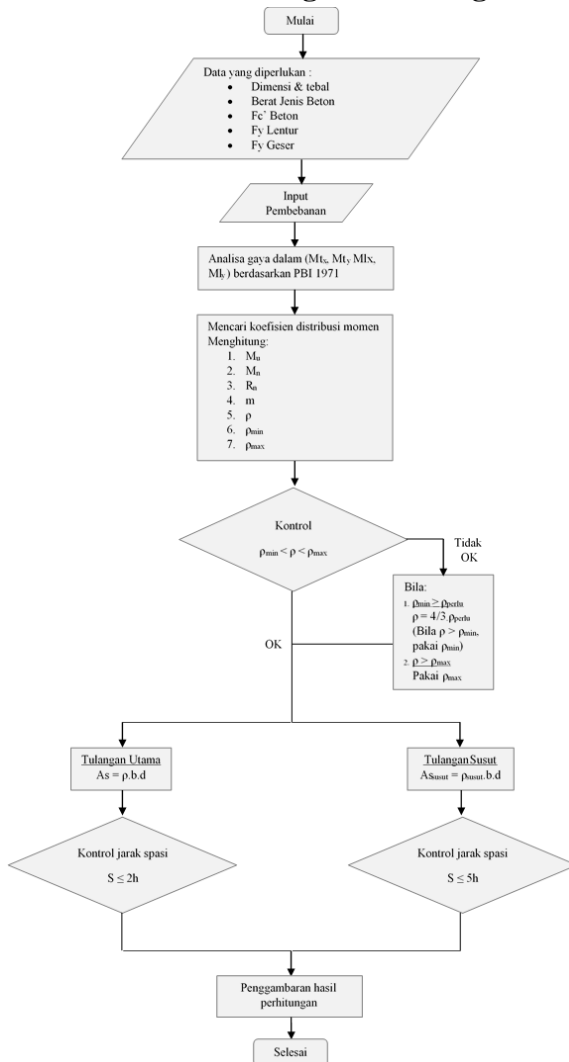 Mulai
Data yang diperlukan :
• Dimensi & tebal
• Berat Jenis Beton
• Fc` Beton
• Fy Lentur
• Fy Geser
Input
Pembebanan
Analisa gaya dalam (Mtx, Mty Mlx,
Mly) berdasarkan PBI 1971
Mencari koefisien distribusi momen
Menghitung:
1. Mu
2. Mn
3. Rn
4. m
5. ρ
6. ρmin
7. ρmax
Kontrol
ρmin < ρ < ρmax
Tidak
OK
Bila:
1. ρmin ≥ ρperlu
ρ = 4/3.ρperlu
(Bila ρ > ρmin,
pakai ρmin)
2. ρ > ρmax
Pakai ρmax
OK
Tulangan Utama
As = ρ.b.d
Tulangan Susut
Assusut = ρsusut.b.d
Kontrol jarak spasi
S ≤ 2h
Kontrol jarak spasi
S ≤ 5h
Penggambaran hasil
perhitungan
Selesai